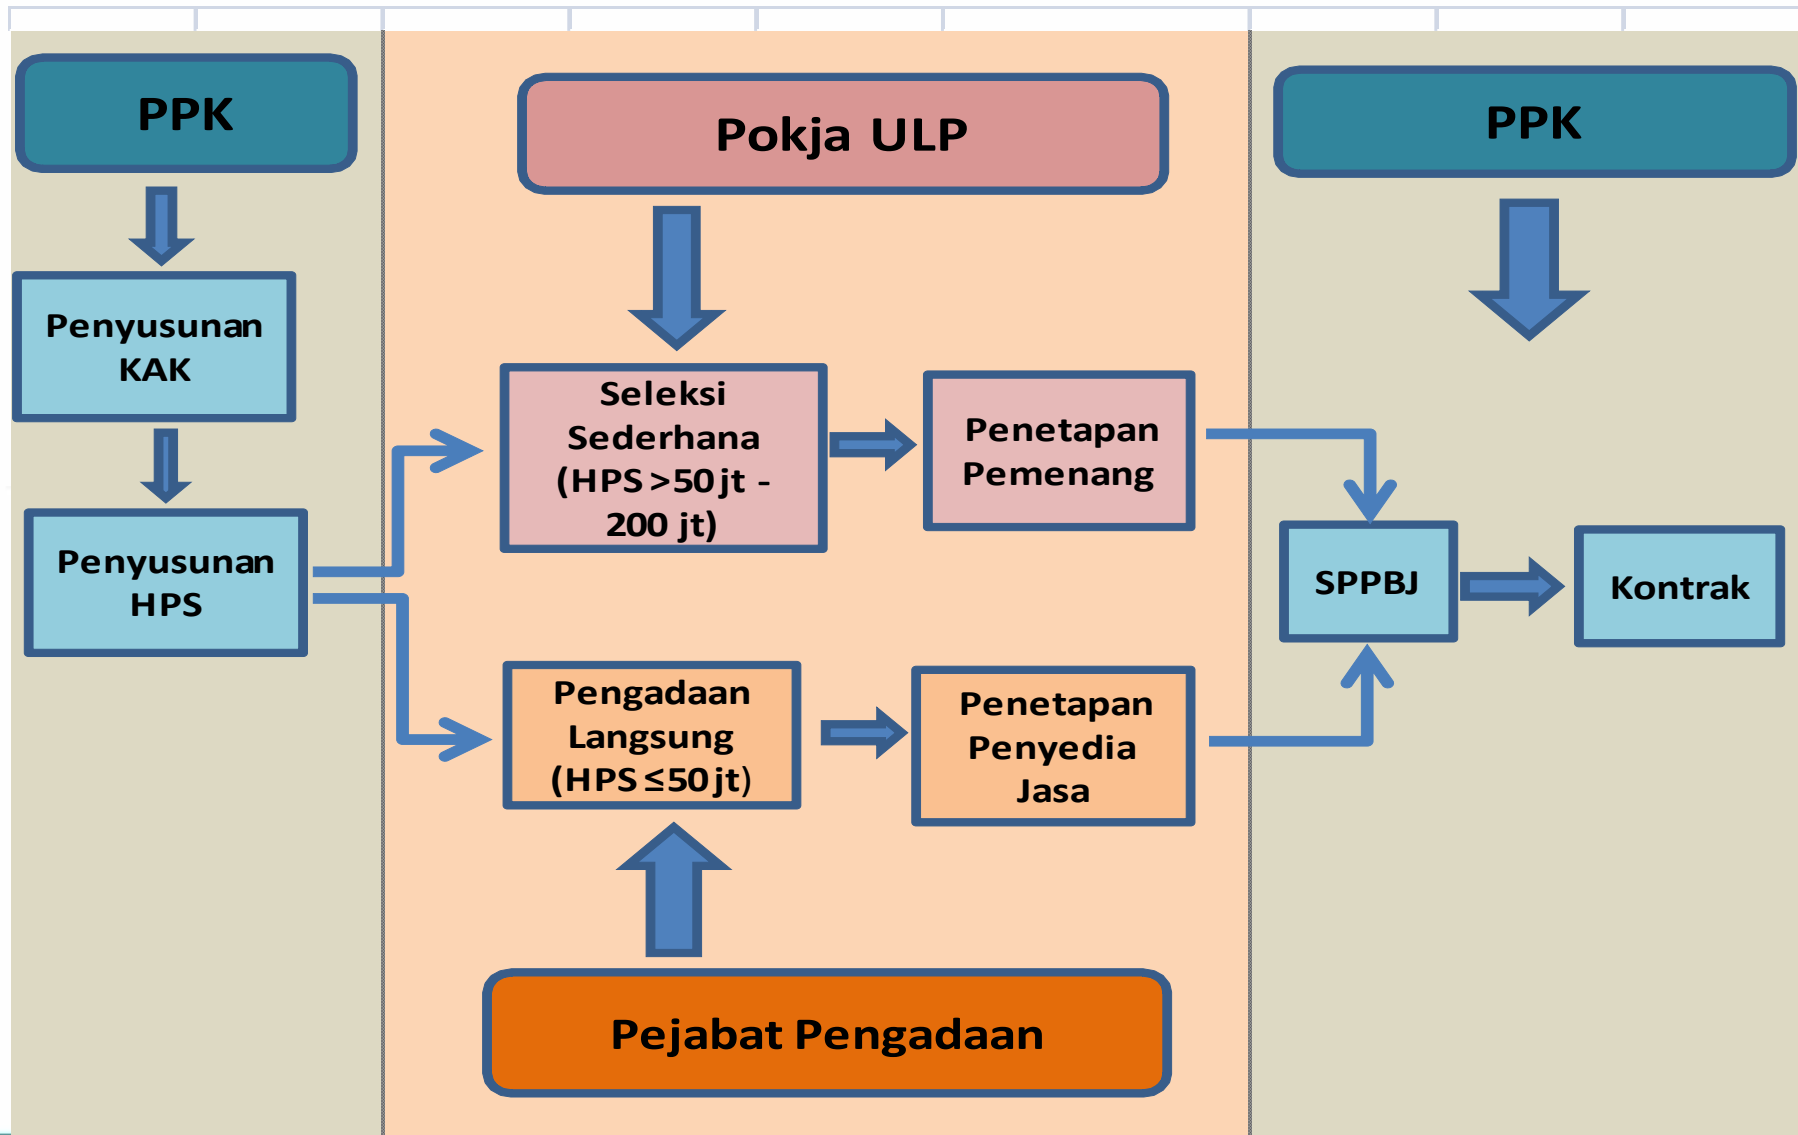 PPK
Penyusunan
KAK
Penyusunan
HPS
Pokja ULP
Seleksi
Sederhana
(HPS >50 jt -
200 jt)
Penetapan
Pemenang
Pengadaan
Langsung
(HPS ≤50 jt)
Penetapan
Penyedia
Jasa
Pejabat Pengadaan
PPK
SPPBJ
Kontrak